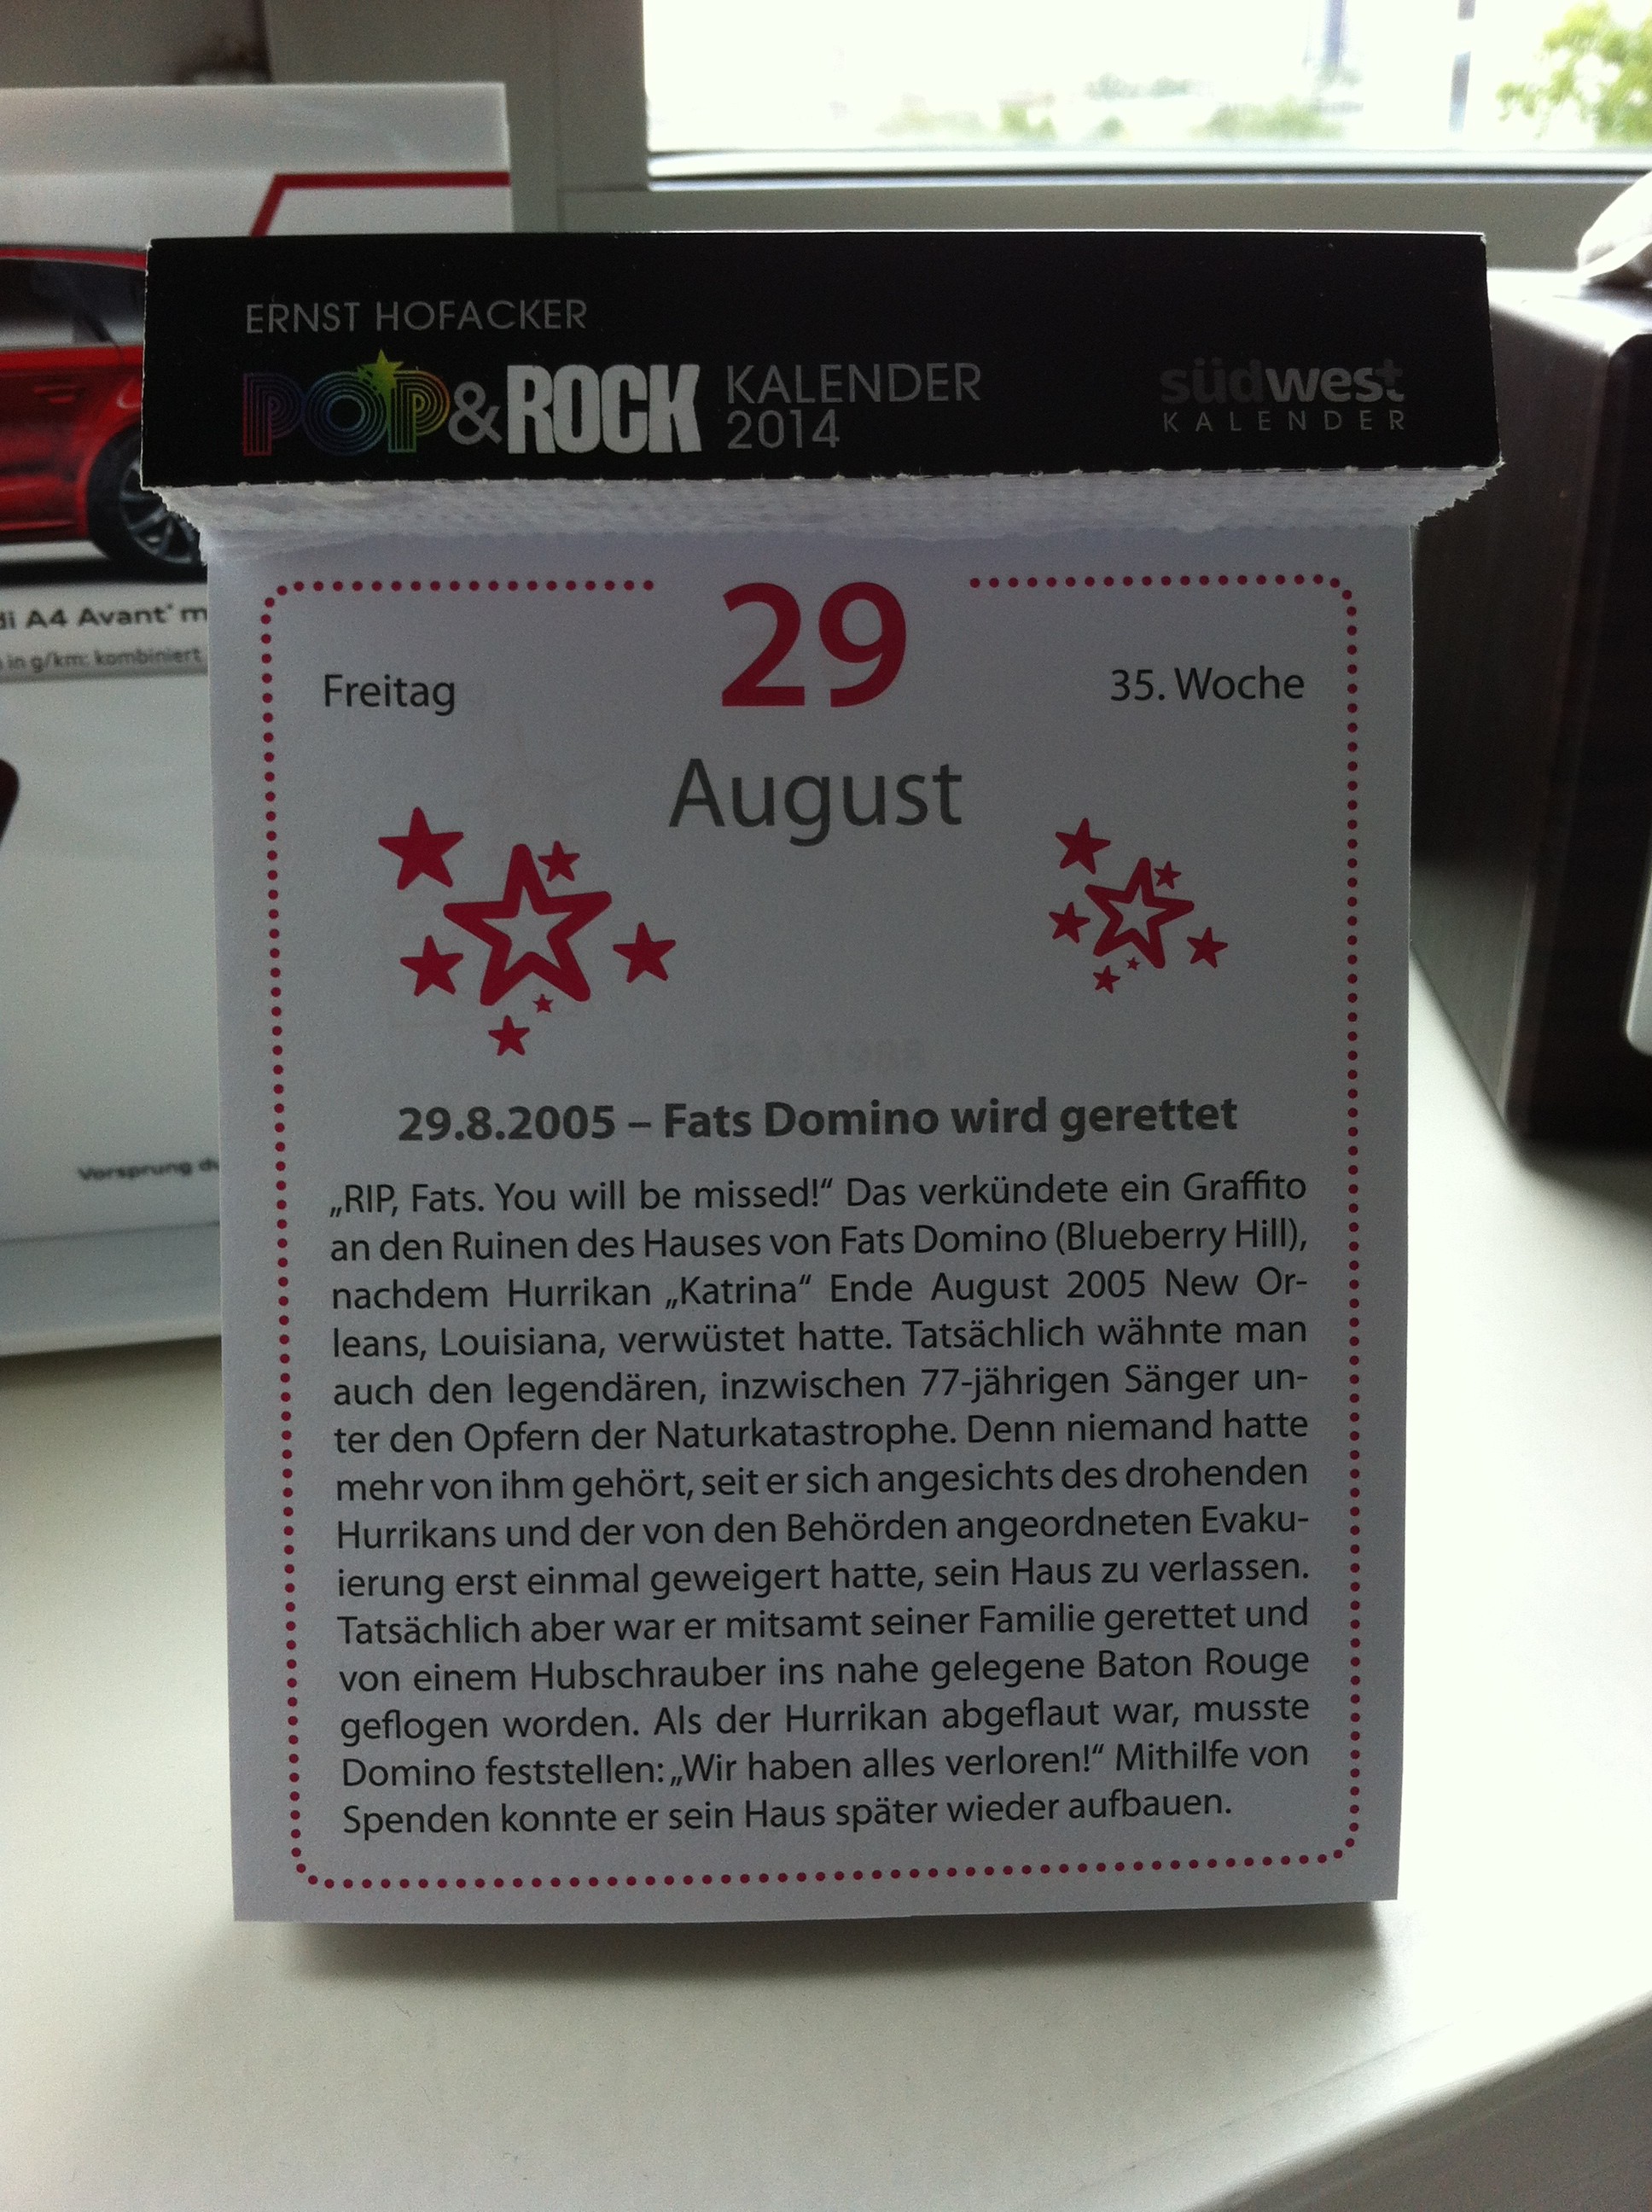 ERNST HOFACKER
POP&ROCK KALENDER 2014
südwest
KALENDER
di A4 Avant* m
in g/km: kombiniert
Vorsprung du
29
Freitag
35. Woche
August
29.8.2005 – Fats Domino wird gerettet
„RIP, Fats. You will be missed!“ Das verkündete ein Graffito
an den Ruinen des Hauses von Fats Domino (Blueberry Hill),
nachdem Hurrikan „Katrina“ Ende August 2005 New Or-
leans, Louisiana, verwüstet hatte. Tatsächlich wähnte man
auch den legendären, inzwischen 77-jährigen Sänger un-
ter den Opfern der Naturkatastrophe. Denn niemand hatte
mehr von ihm gehört, seit er sich angesichts des drohenden
Hurrikans und der von den Behörden angeordneten Evaku-
ierung erst einmal geweigert hatte, sein Haus zu verlassen.
Tatsächlich aber war er mitsamt seiner Familie gerettet und
von einem Hubschrauber ins nahe gelegene Baton Rouge
geflogen worden. Als der Hurrikan abgeflaut war, musste
Domino feststellen: „Wir haben alles verloren!“ Mithilfe von
Spenden konnte er sein Haus später wieder aufbauen.